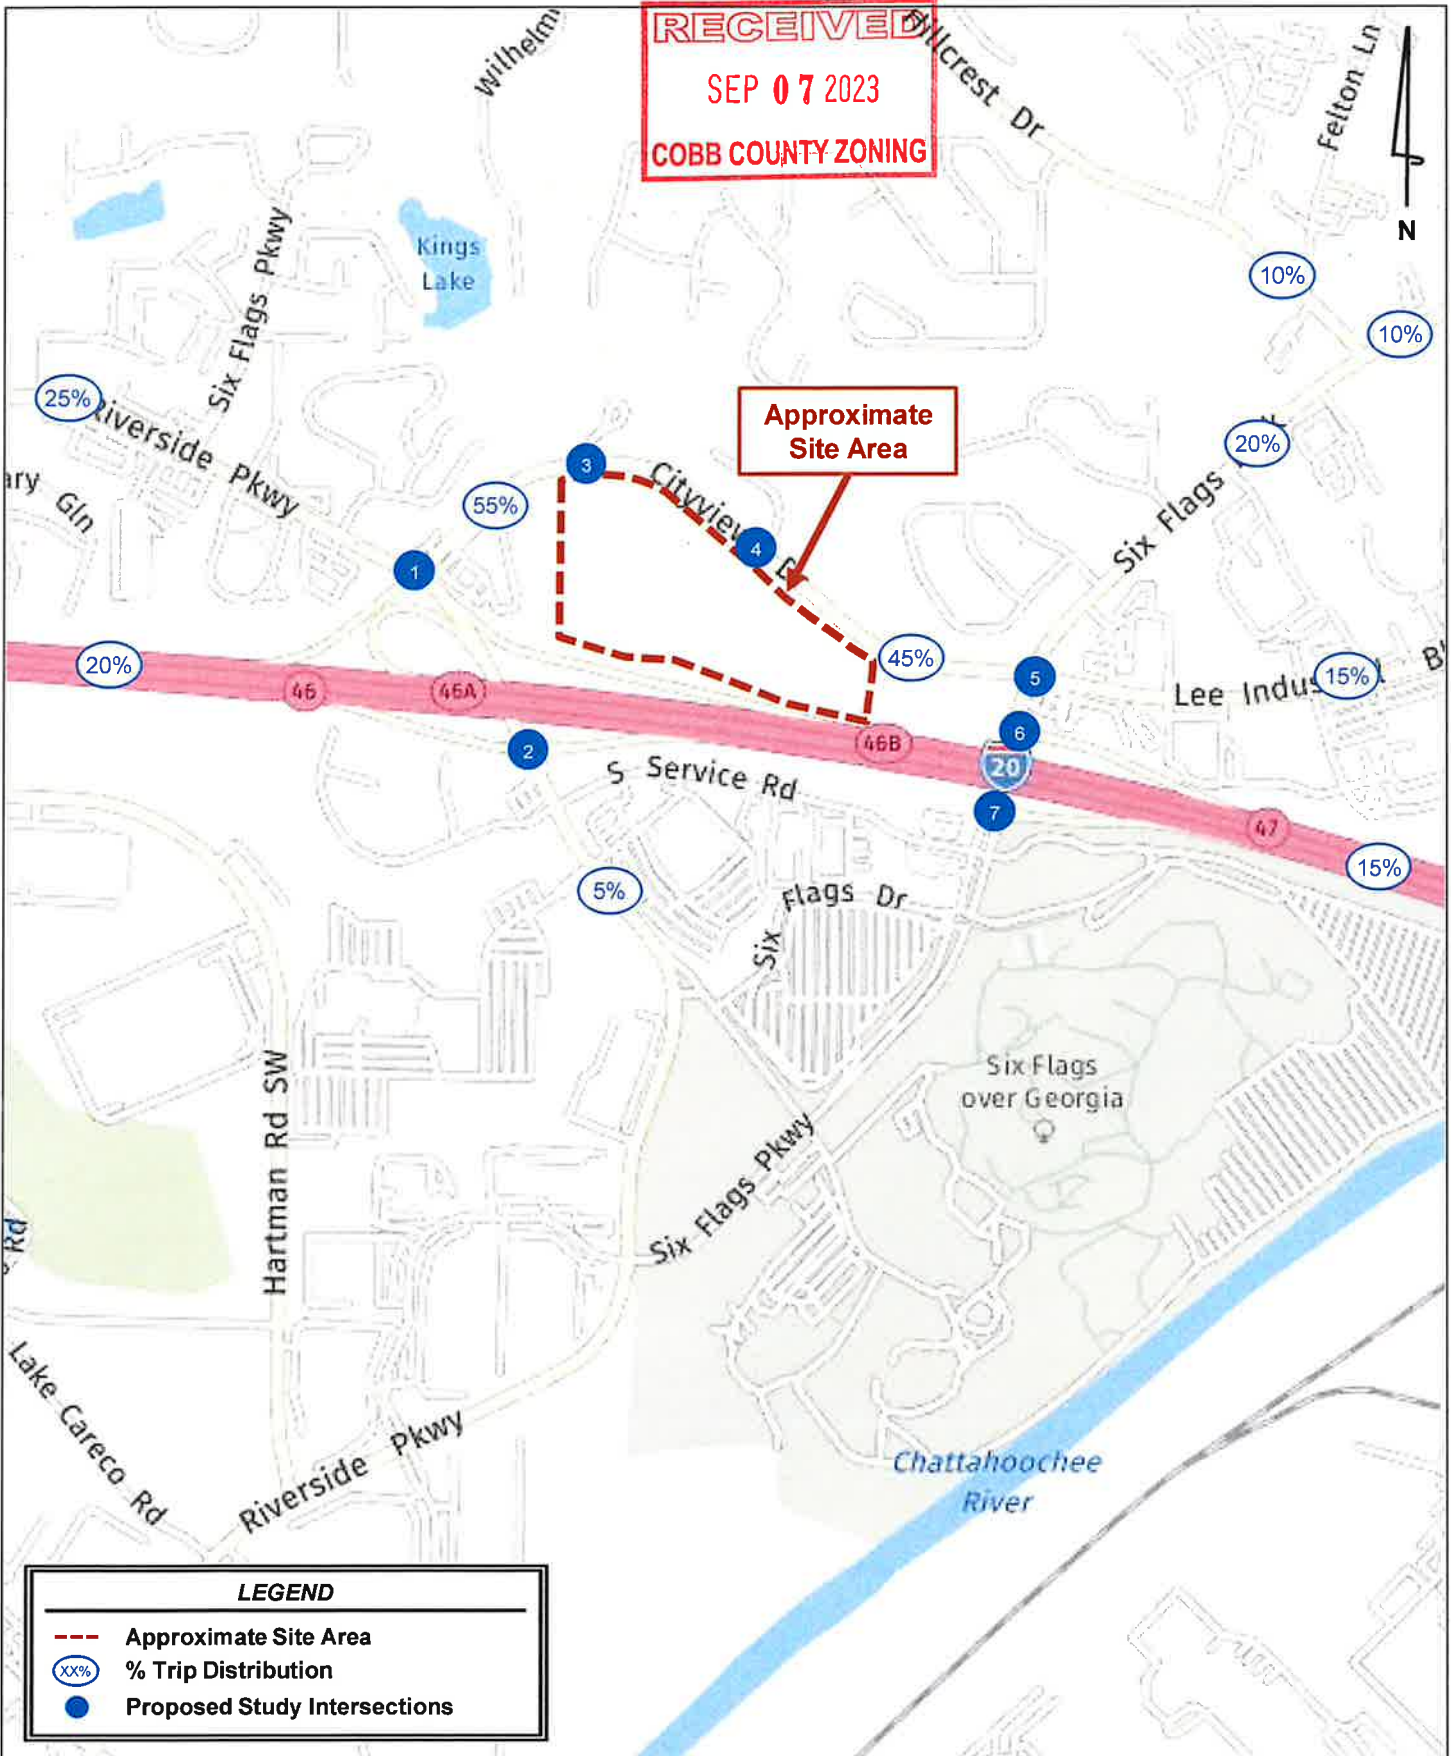 RECEIVED
SEP 07 2023
COBB COUNTY ZONING
Hillcrest Dr
Felton Ln
N
Six Flags Pkwy
Kings
Lake
10%
10%
25%
Riverside Pkwy
Gln
55%
3
Cityview
4
Approximate
Site Area
20%
Six Flags
1
20%
46
46A
2
45%
5
Lee
15%
6
46B
20
7
S Service Rd
47
15%
5%
Six Flags Dr
Six Flags
over Georgia
Hartman Rd SW
Six Flags Pkwy
Rd
Lake Careco Rd
Riverside Pkwy
Chattahoochee
River
LEGEND
Approximate Site Area
XX% % Trip Distribution
Proposed Study Intersections